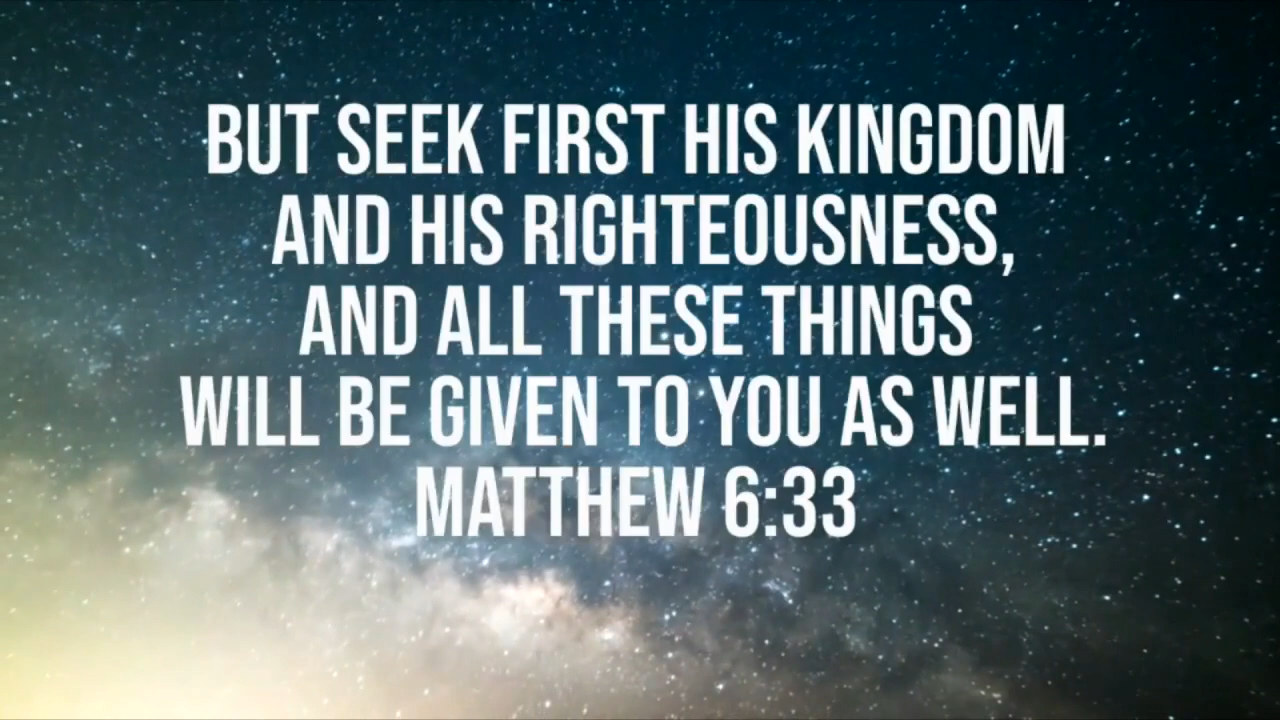 BUT SEEK FIRST HIS KINGDOM
AND HIS RIGHTEOUSNESS,
AND ALL THESE THINGS
WILL BE GIVEN TO YOU AS WELL.
MATTHEW 6:33